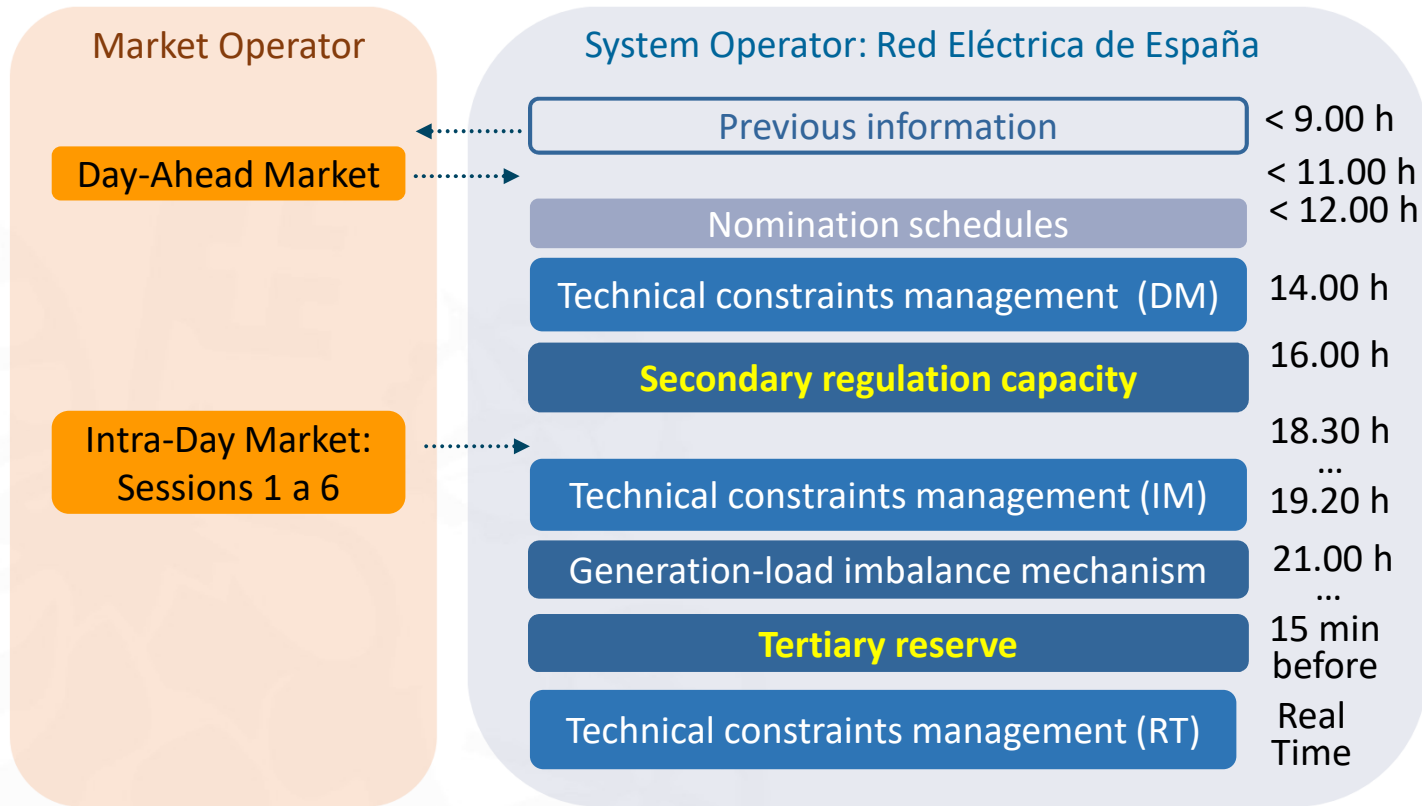 Market Operator
System Operator: Red Eléctrica de España
Previous information
< 9.00 h
Day-Ahead Market
< 11.00 h
Nomination schedules
< 12.00 h
Technical constraints management (DM)
14.00 h
Secondary regulation capacity
16.00 h
Intra-Day Market:
Sessions 1 a 6
18.30 h
...
Technical constraints management (IM)
19.20 h
Generation-load imbalance mechanism
21.00 h
...
Tertiary reserve
15 min
before
Technical constraints management (RT)
Real
Time